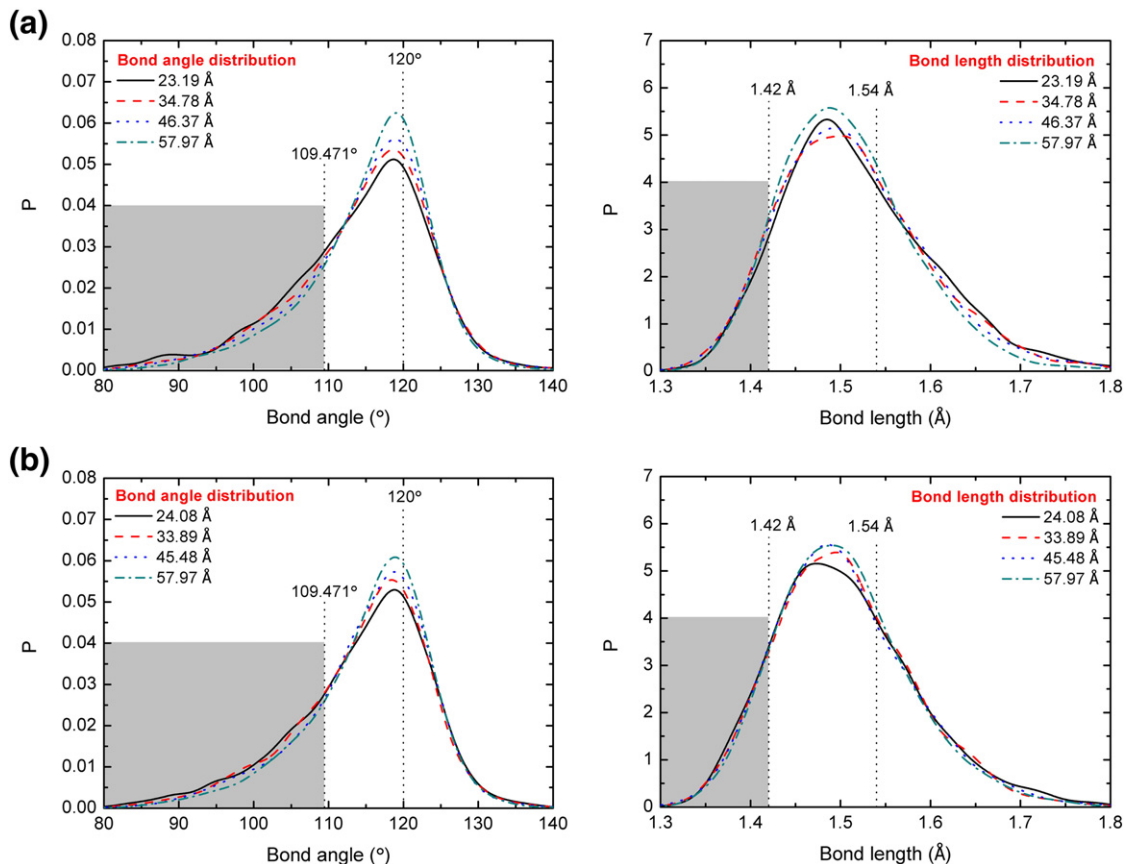 (a)
0.08
0.07
0.06
0.05
0.04
0.03
0.02
0.01
0.00
P
Bond angle distribution
23.19 Å
34.78 Å
46.37 Å
57.97 Å
120°
109.471°
80 90 100 110 120 130 140
Bond angle (°)
7
6
5
4
3
2
1
0
P
Bond length distribution
23.19 Å
34.78 Å
46.37 Å
57.97 Å
1.42 Å
1.54 Å
1.3 1.4 1.5 1.6 1.7 1.8
Bond length (Å)
(b)
0.08
0.07
0.06
0.05
0.04
0.03
0.02
0.01
0.00
P
Bond angle distribution
24.08 Å
33.89 Å
45.48 Å
57.97 Å
120°
109.471°
80 90 100 110 120 130 140
Bond angle (°)
7
6
5
4
3
2
1
0
P
Bond length distribution
24.08 Å
33.89 Å
45.48 Å
57.97 Å
1.42 Å
1.54 Å
1.3 1.4 1.5 1.6 1.7 1.8
Bond length (Å)